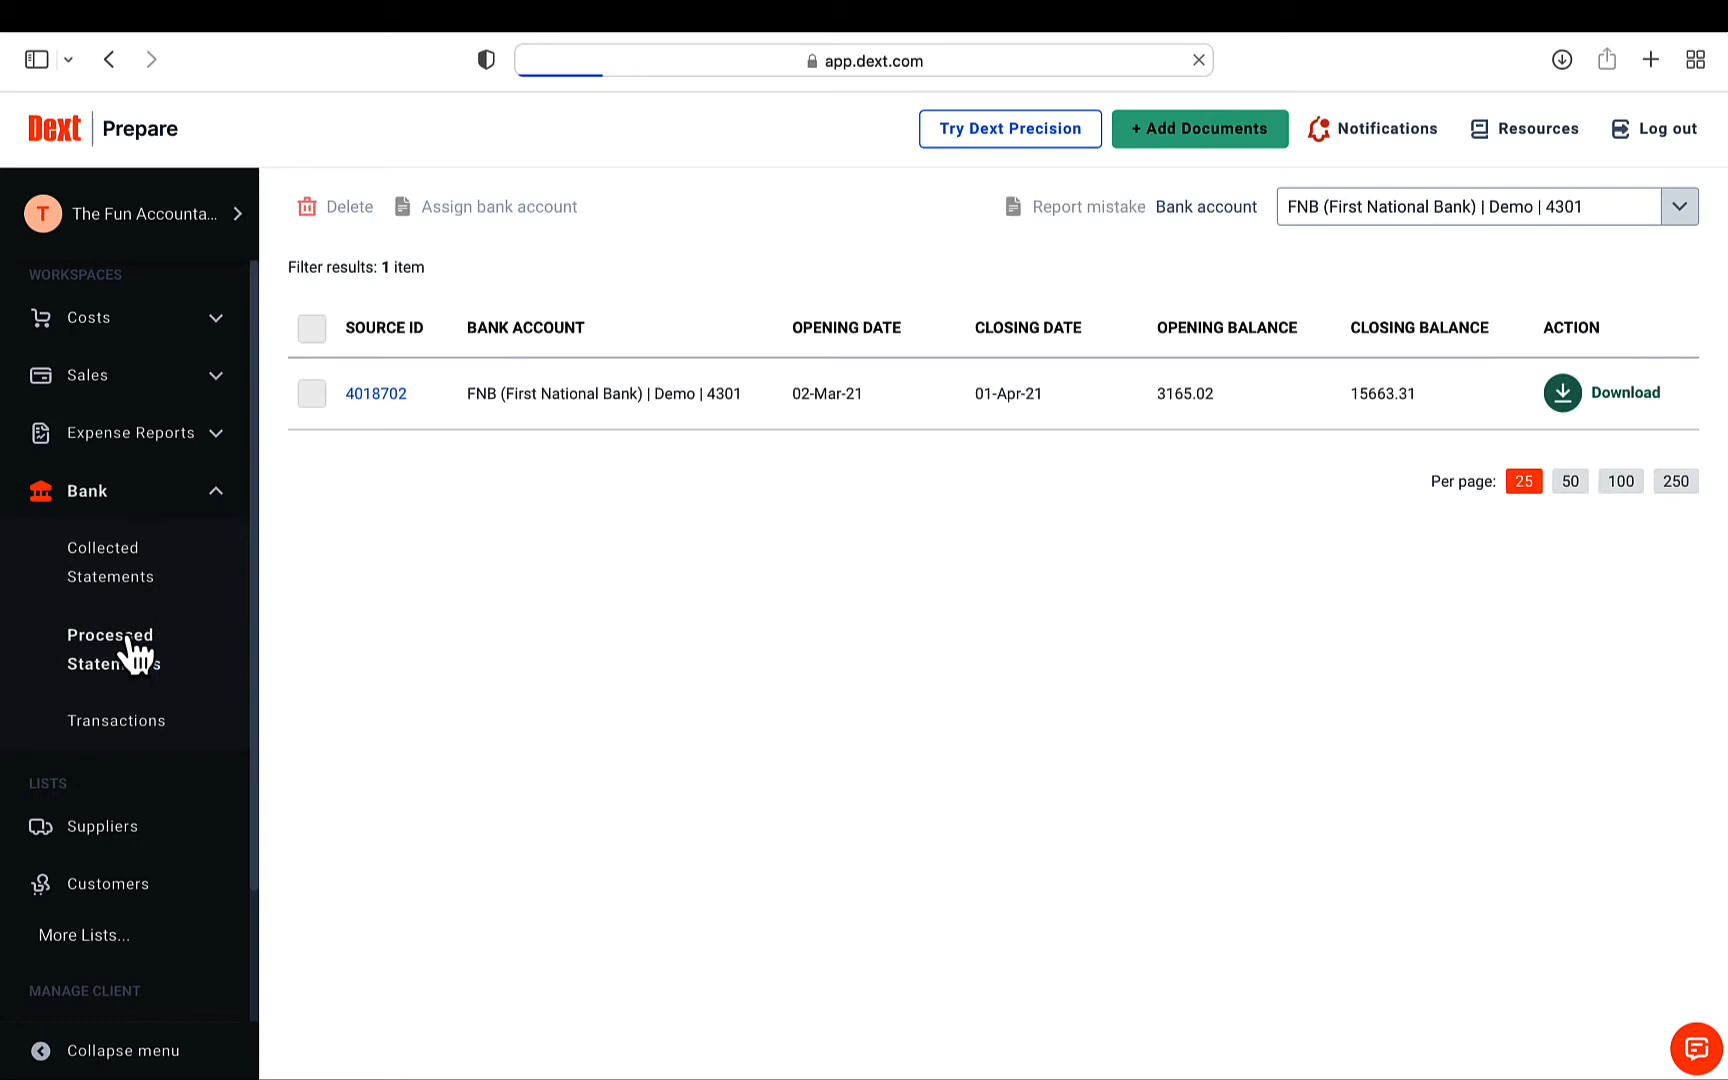 app.dext.com
Dext Prepare
Try Dext Precision
+ Add Documents
Notifications
Resources
Log out
T The Fun Accounta...
Delete
Assign bank account
Report mistake
Bank account
FNB (First National Bank) | Demo | 4301
Filter results: 1 item
SOURCE ID BANK ACCOUNT OPENING DATE CLOSING DATE OPENING BALANCE CLOSING BALANCE ACTION
4018702 FNB (First National Bank) | Demo | 4301 02-Mar-21 01-Apr-21 3165.02 15663.31 Download
Per page: 25 50 100 250
WORKSPACES
Costs
Sales
Expense Reports
Bank
Collected
Statements
Processed
Transactions
LISTS
Suppliers
Customers
More Lists...
MANAGE CLIENT
Collapse menu